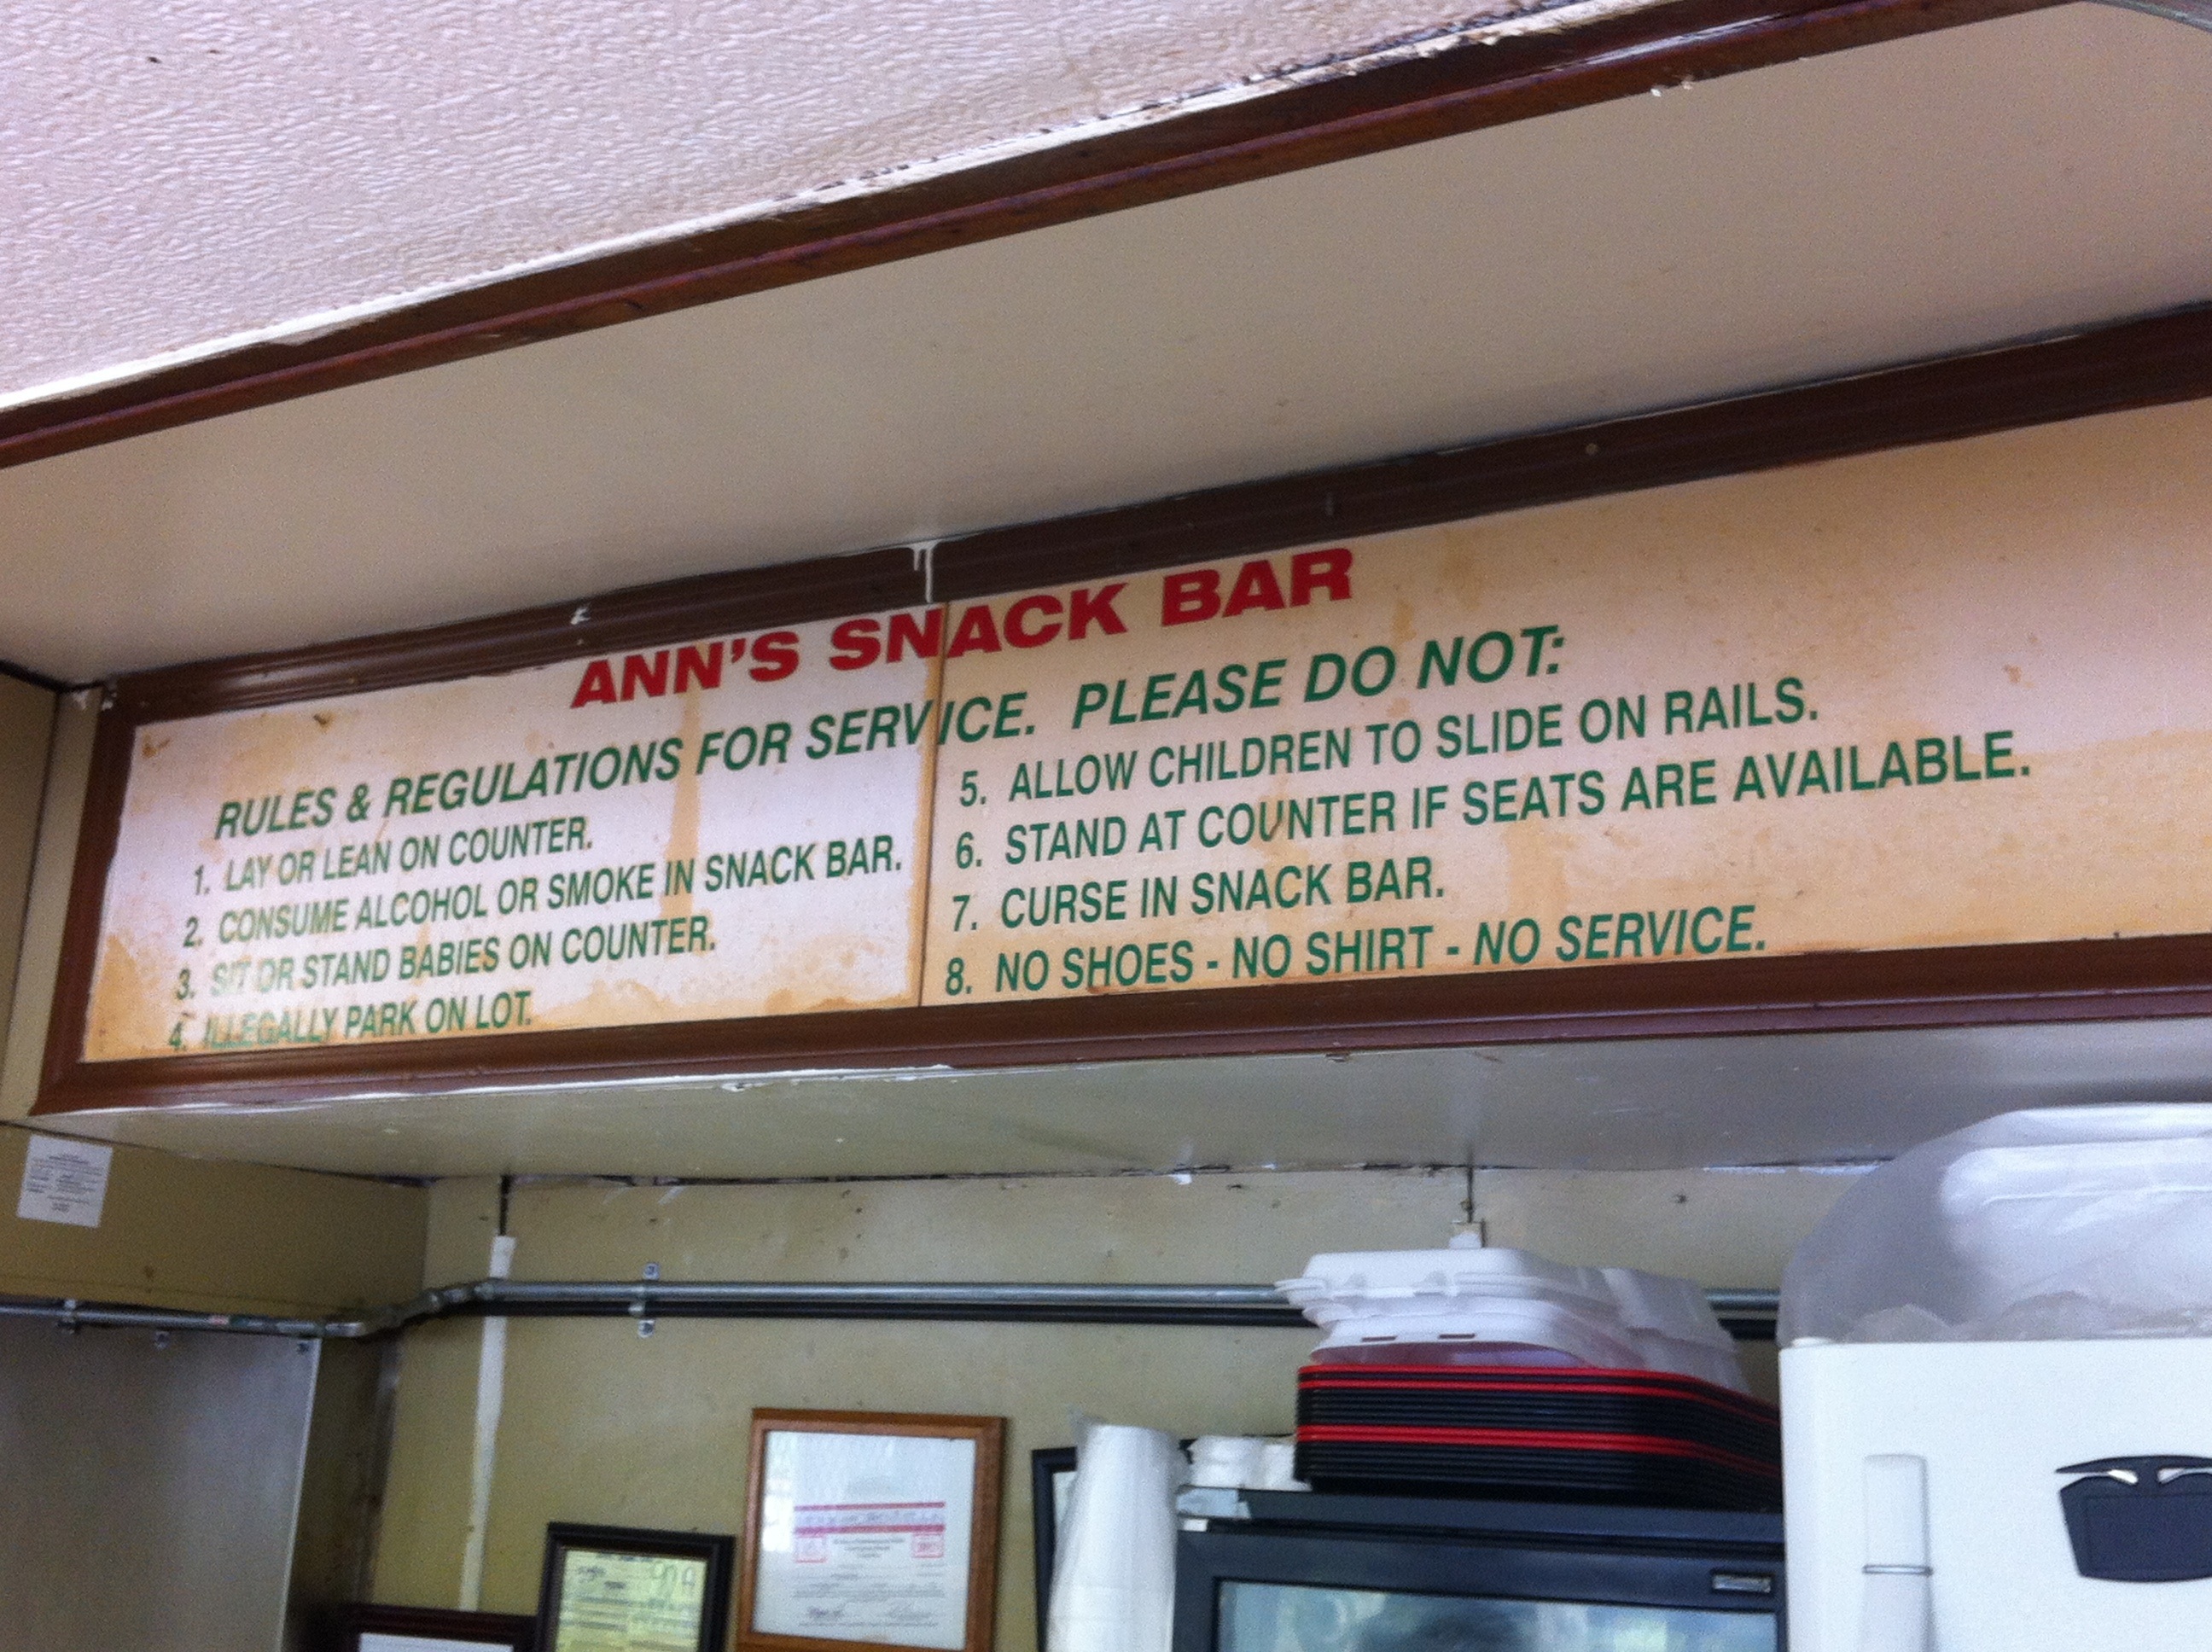 ANN'S SNACK BAR
RULES & REGULATIONS FOR SERVICE. PLEASE DO NOT:
1. LAY OR LEAN ON COUNTER.
2. CONSUME ALCOHOL OR SMOKE IN SNACK BAR.
3. SIT OR STAND BABIES ON COUNTER.
4. ILLEGALLY PARK ON LOT.
5. ALLOW CHILDREN TO SLIDE ON RAILS.
6. STAND AT COUNTER IF SEATS ARE AVAILABLE.
7. CURSE IN SNACK BAR.
8. NO SHOES - NO SHIRT - NO SERVICE.